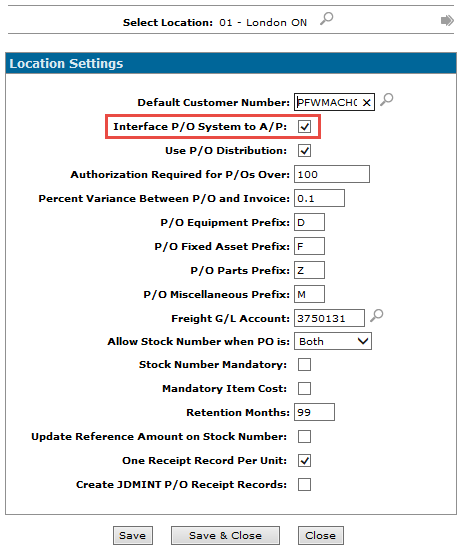 Select Location: 01 - London ON
Location Settings
Default Customer Number: PFWMACH
Interface P/O System to A/P:
Use P/O Distribution:
Authorization Required for P/Os Over: 100
Percent Variance Between P/O and Invoice: 0.1
P/O Equipment Prefix: D
P/O Fixed Asset Prefix: F
P/O Parts Prefix: Z
P/O Miscellaneous Prefix: M
Freight G/L Account: 3750131
Allow Stock Number when PO is: Both
Stock Number Mandatory:
Mandatory Item Cost:
Retention Months: 99
Update Reference Amount on Stock Number:
One Receipt Record Per Unit:
Create JDMINT P/O Receipt Records:
Save Save & Close Close